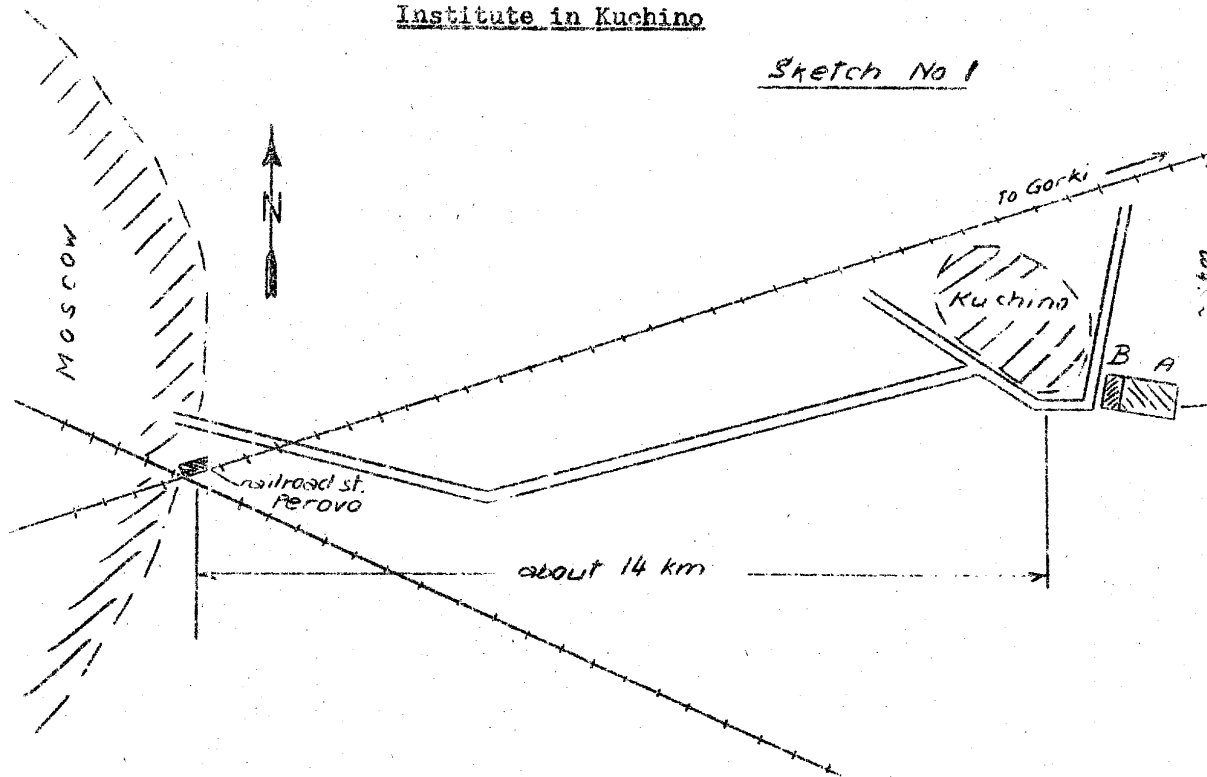 Institute in Kuchino
Sketch No 1
N
To Gorki
MOSCOW
Kuchino
B
A
railroad st.
Perovo
about 14 km